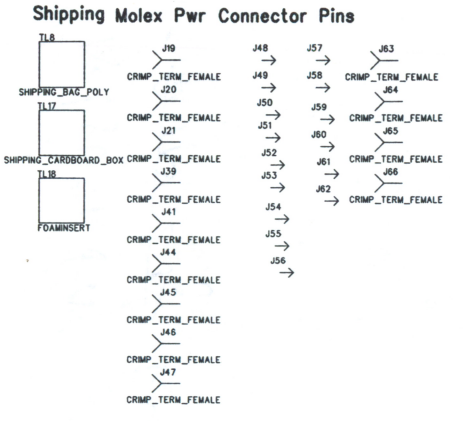 Shipping Molex Pwr Connector Pins
TL8
SHIPPING_BAG_POLY
TL17
SHIPPING_CARDBOARD_BOX
TL18
FOAMINSERT
J19
CRIMP_TERM_FEMALE
J20
CRIMP_TERM_FEMALE
J21
CRIMP_TERM_FEMALE
J39
CRIMP_TERM_FEMALE
J41
CRIMP_TERM_FEMALE
J44
CRIMP_TERM_FEMALE
J45
CRIMP_TERM_FEMALE
J46
CRIMP_TERM_FEMALE
J47
CRIMP_TERM_FEMALE
J48
J49
J50
J51
J52
J53
J54
J55
J56
J57
J58
J59
J60
J61
J62
J63
CRIMP_TERM_FEMALE
J64
CRIMP_TERM_FEMALE
J65
CRIMP_TERM_FEMALE
J66
CRIMP_TERM_FEMALE